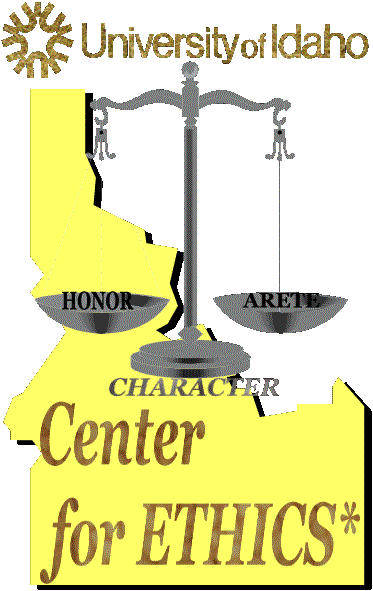 University of Idaho
HONOR ARETE
CHARACTER
Center
for ETHICS*